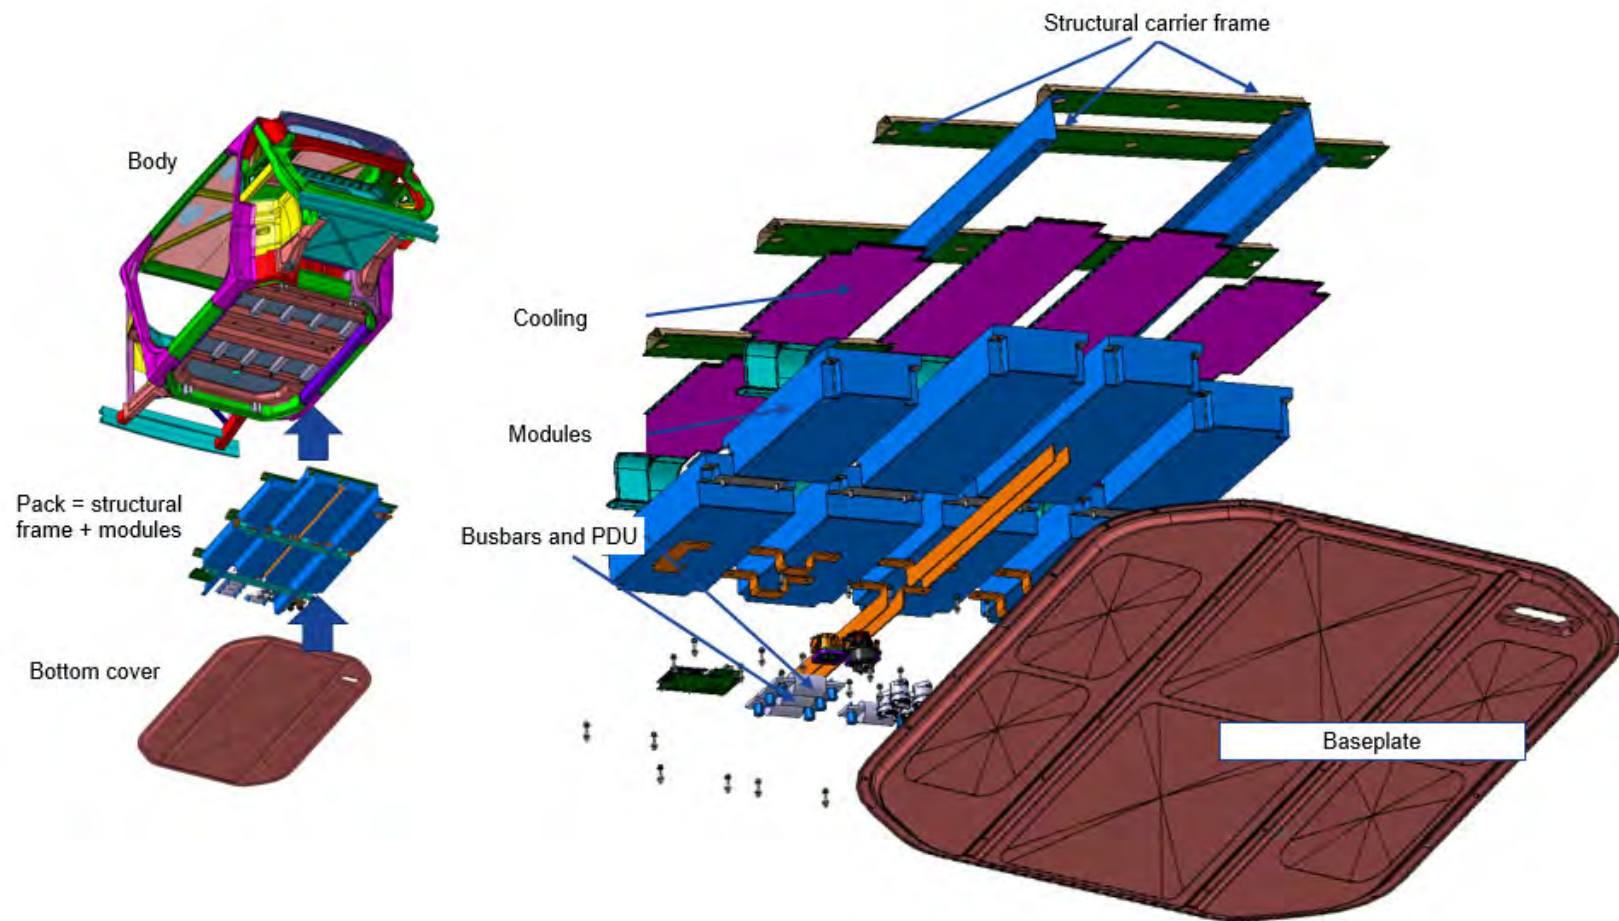 Structural carrier frame
Body
Cooling
Modules
Pack = structural
frame + modules
Busbars and PDU
Bottom cover
Baseplate